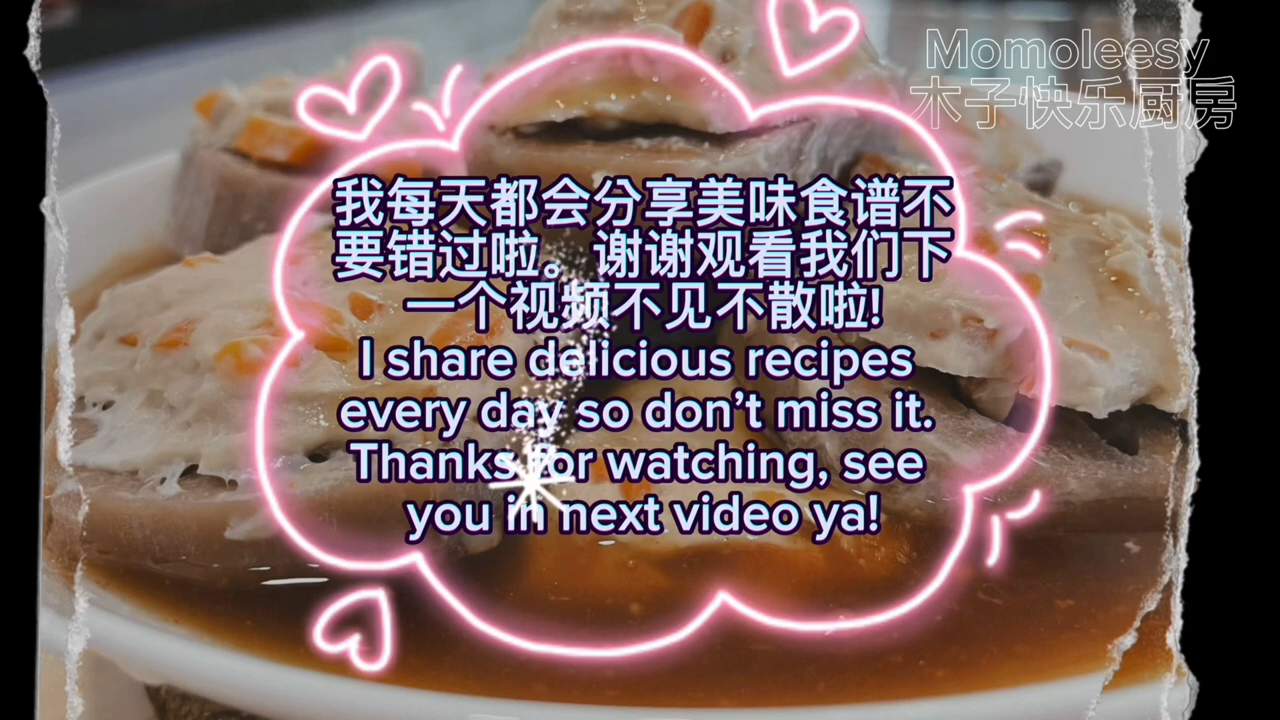 Momoleesy
木子快乐厨房
我每天都会分享美味食谱不
要错过啦。谢谢观看我们下
一个视频不见不散啦!
I share delicious recipes
every day so don’t miss it.
Thanks for watching, see
you in next video ya!